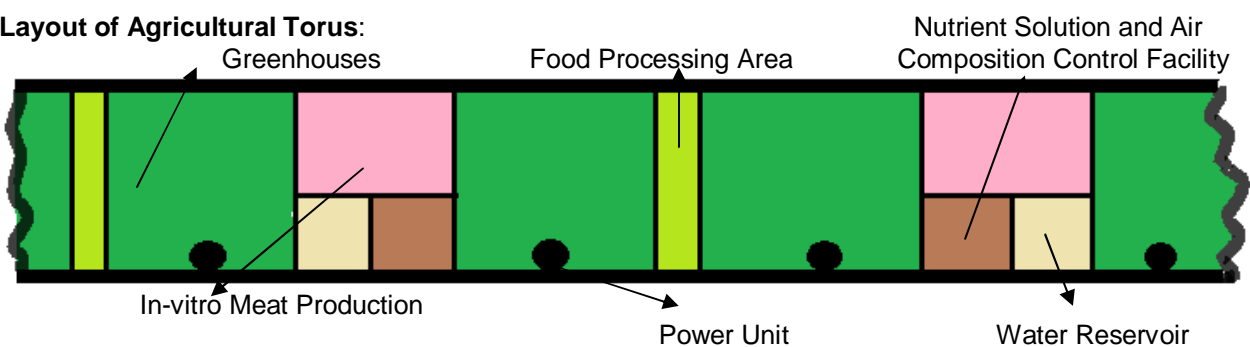 Layout of Agricultural Torus:
Nutrient Solution and Air
Composition Control Facility
Greenhouses
Food Processing Area
In-vitro Meat Production
Power Unit
Water Reservoir